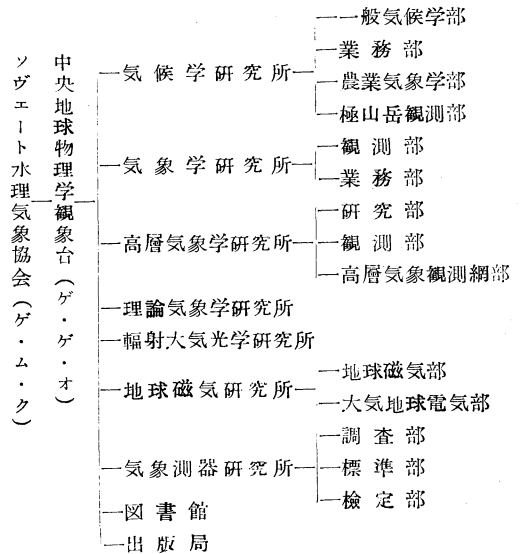 ソヴェート水理気象協会（ゲ・ム・ク）
中央地球物理学観象台（ゲ・ゲ・オ）
気候学研究所
一般気候学部
業務部
農業気象学部
極山岳観測部
気象学研究所
観測部
業務部
高層気象学研究所
研究部
観測部
高層気象観測網部
理論気象学研究所
輻射大気光学研究所
地球磁気研究所
地球磁気部
大気地球電気部
気象測器研究所
調査部
標準部
検定部
図書館
出版局